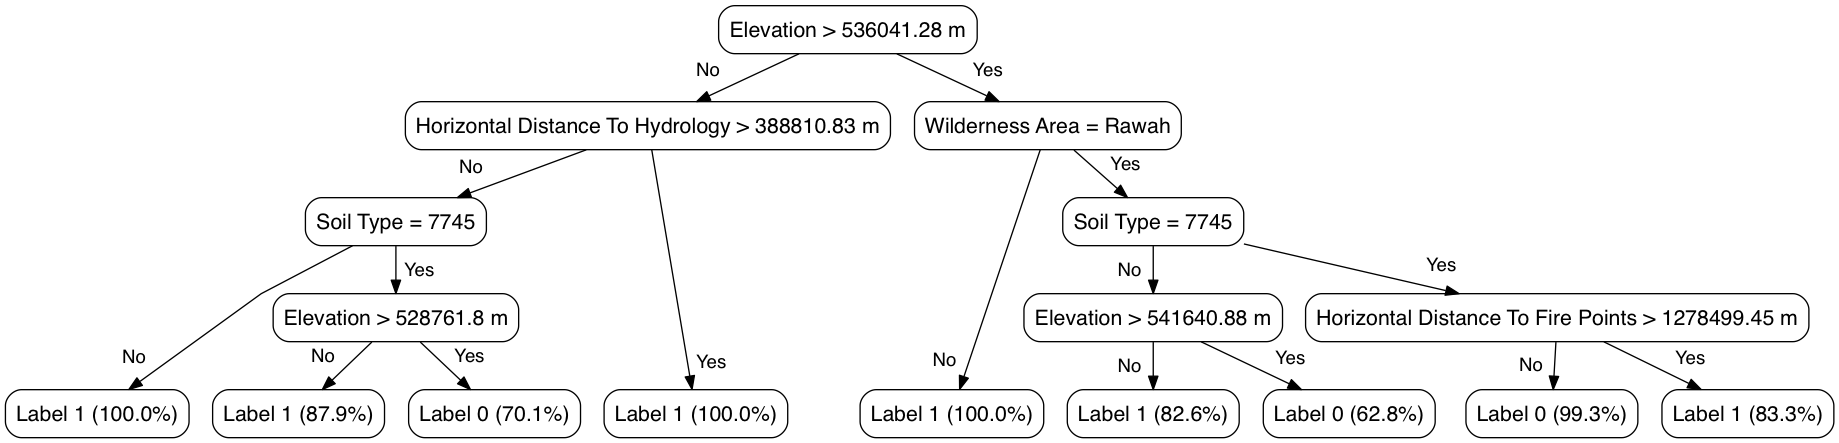 Elevation > 536041.28 m
No
Yes
Horizontal Distance To Hydrology > 388810.83 m
Wilderness Area = Rawah
No
Yes
Soil Type = 7745
Soil Type = 7745
Yes
No
Yes
Elevation > 528761.8 m
Elevation > 541640.88 m
Horizontal Distance To Fire Points > 1278499.45 m
No
No
Yes
Yes
No
No
Yes
No
Yes
Label 1 (100.0%)
Label 1 (87.9%)
Label 0 (70.1%)
Label 1 (100.0%)
Label 1 (100.0%)
Label 1 (82.6%)
Label 0 (62.8%)
Label 0 (99.3%)
Label 1 (83.3%)